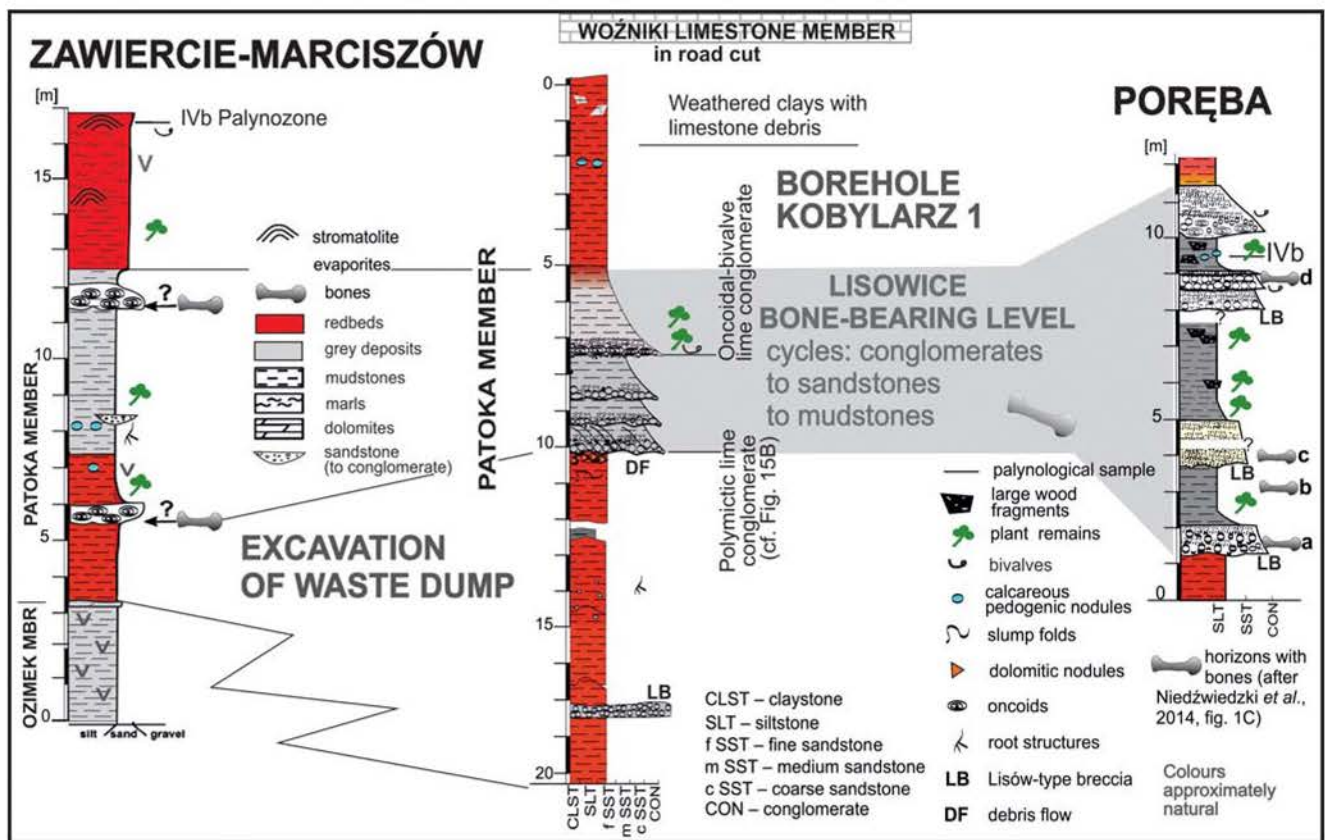 WOŹNIKI LIMESTONE MEMBER
in road cut
ZAWIERCIE-MARCISZÓW
[m]
IVb Palynozone
V
15
10
5
0
PATOKA MEMBER
OZIMEK MBR
?
?
V
V
V
V
V
silt sand gravel
stromatolite
evaporites
bones
redbeds
grey deposits
mudstones
marls
dolomites
sandstone
(to conglomerate)
EXCAVATION
OF WASTE DUMP
PATOKA MEMBER
0
5
10
15
20
Weathered clays with
limestone debris
BOREHOLE
KOBYLARZ 1
Oncoidal-bivalve
lime conglomerate
Polymictic lime
conglomerate
(cf. Fig. 15B)
DF
LB
CLST
SLT
f SST
m SST
c SST
CON
LISOWICE
BONE-BEARING LEVEL
cycles: conglomerates
to sandstones
to mudstones
CLST – claystone
SLT – siltstone
f SST – fine sandstone
m SST – medium sandstone
c SST – coarse sandstone
CON – conglomerate
palynological sample
large wood
fragments
plant remains
bivalves
calcareous
pedogenic nodules
slump folds
dolomitic nodules
oncoids
root structures
LB Lisów-type breccia
DF debris flow
PORĘBA
[m]
10
5
0
IVb
d
LB
?
?
c
LB
b
a
LB
SLT
SST
CON
horizons with
bones (after
Niedźwiedzki et al.,
2014, fig. 1C)
Colours
approximately
natural